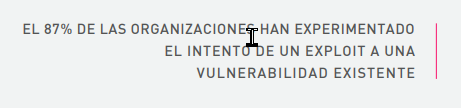 EL 87% DE LAS ORGANIZACIONES HAN EXPERIMENTADO
EL INTENTO DE UN EXPLOIT A UNA
VULNERABILIDAD EXISTENTE